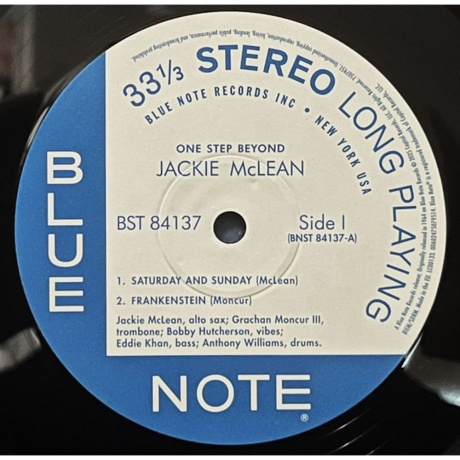 33⅓ STEREO LONG PLAYING
BLUE NOTE RECORDS INC • NEW YORK USA
ONE STEP BEYOND
JACKIE McLEAN
BST 84137
Side I
(BNST 84137-A)
1. SATURDAY AND SUNDAY (McLean)
2. FRANKENSTEIN (Moncur)
Jackie McLean, alto sax; Grachan Moncur III,
trombone; Bobby Hutcherson, vibes;
Eddie Khan, bass; Anthony Williams, drums.
BLUE
NOTE®